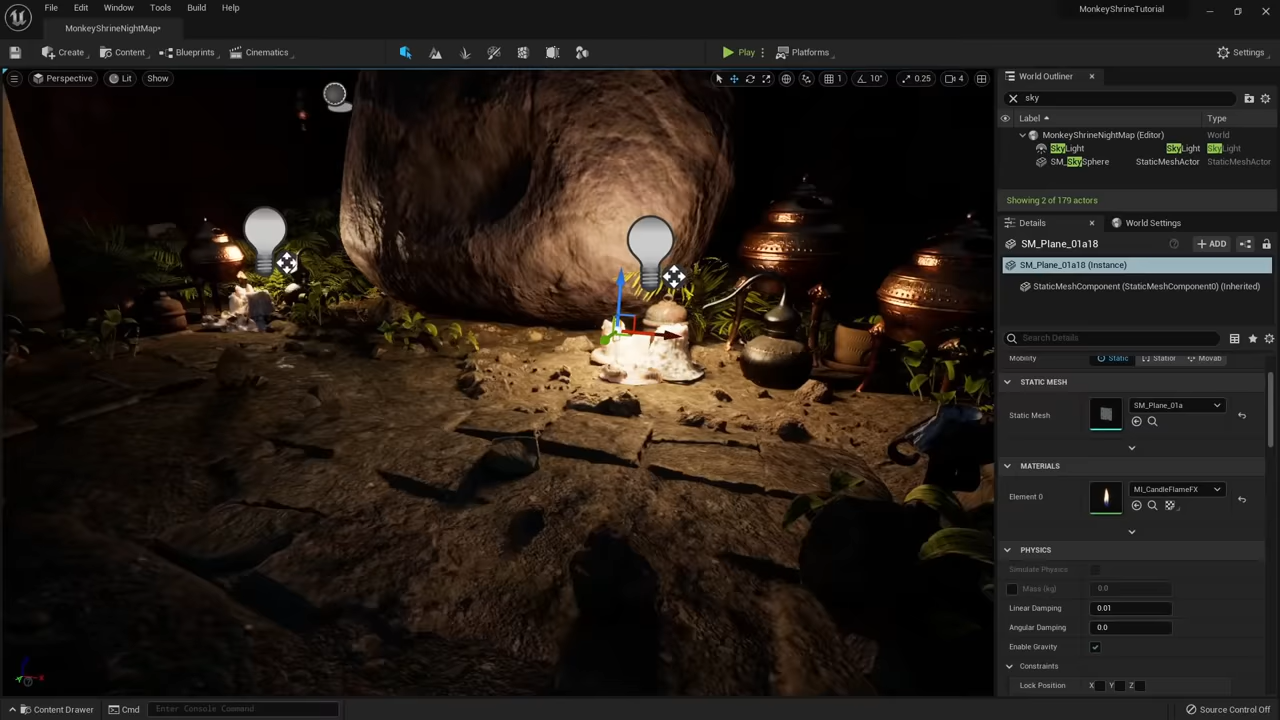 File Edit Window Tools Build Help
MonkeyShrineTutorial
MonkeyShrineNightMap•
Create Content Blueprints Cinematics Play Platforms Settings
Perspective Lit Show 1 10° 0.25 4
World Outliner
sky
Label Type
MonkeyShrineNightMap (Editor) World
SkyLight SkyLight SkyLight
SM_SkySphere StaticMeshActor StaticMeshActor
Showing 2 of 179 actors
Details World Settings
SM_Plane_01a18 + ADD
SM_Plane_01a18 (Instance)
StaticMeshComponent (StaticMeshComponent0) (Inherited)
Search Details
Mobility Static Movab
STATIC MESH
Static Mesh SM_Plane_01a
MATERIALS
Element 0 MI_CandleFlameFX
PHYSICS
Simulate Physics
Mass (kg) 0.0
Linear Damping 0.01
Angular Damping 0.0
Enable Gravity
Constraints
Lock Position X Y Z
Content Drawer Cmd Enter Console Command Source Control Off